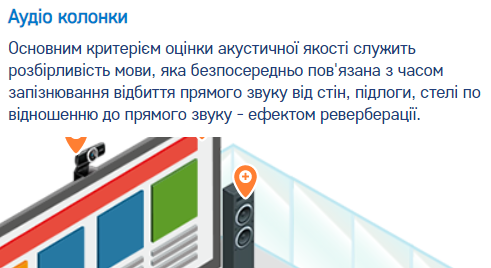 Аудіо колонки
Основним критерієм оцінки акустичної якості служить
розбірливість мови, яка безпосередньо пов'язана з часом
запізнювання відбиття прямого звуку від стін, підлоги, стелі по
відношенню до прямого звуку - ефектом реверберації.